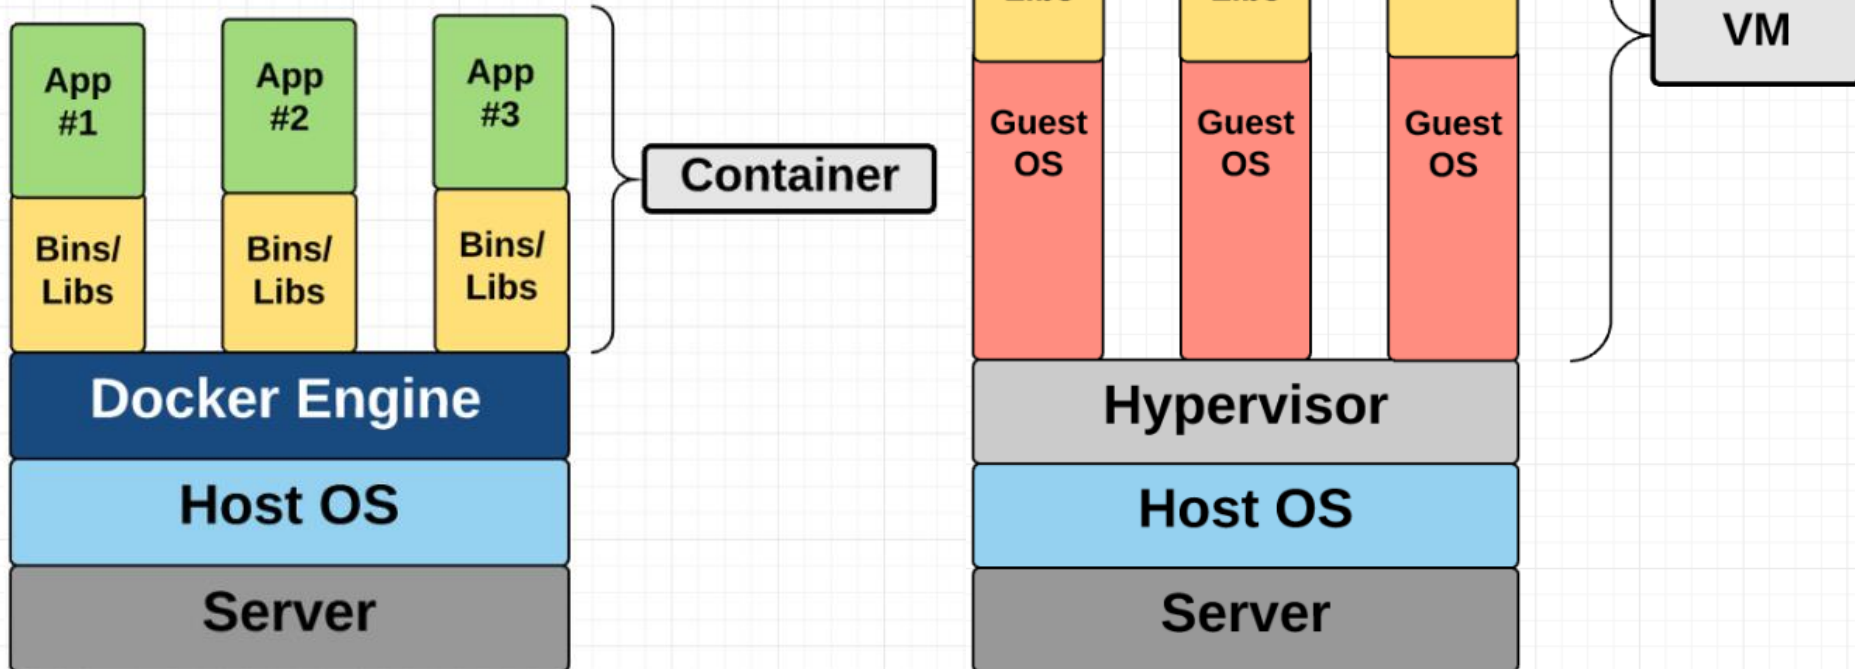 App
#1
App
#2
App
#3
Bins/
Libs
Bins/
Libs
Bins/
Libs
Container
Docker Engine
Host OS
Server
VM
Guest
OS
Guest
OS
Guest
OS
Hypervisor
Host OS
Server